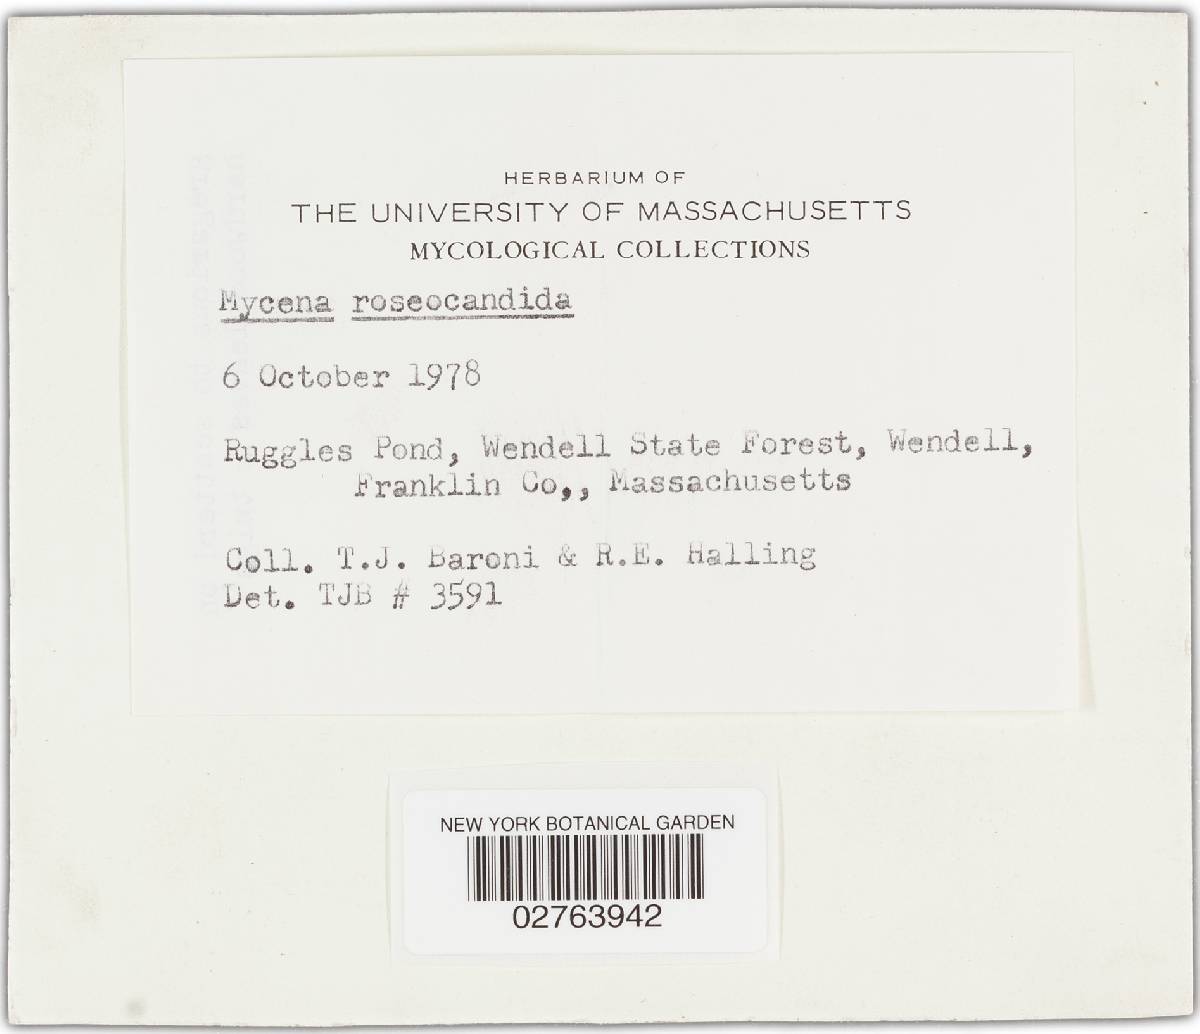 HERBARIUM OF
THE UNIVERSITY OF MASSACHUSETTS
MYCOLOGICAL COLLECTIONS
Mycena roseocandida
6 October 1978
Ruggles Pond, Wendell State Forest, Wendell,
Franklin Co,, Massachusetts
Coll. T.J. Baroni & R.E. Halling
Det. TJB # 3591
NEW YORK BOTANICAL GARDEN
02763942